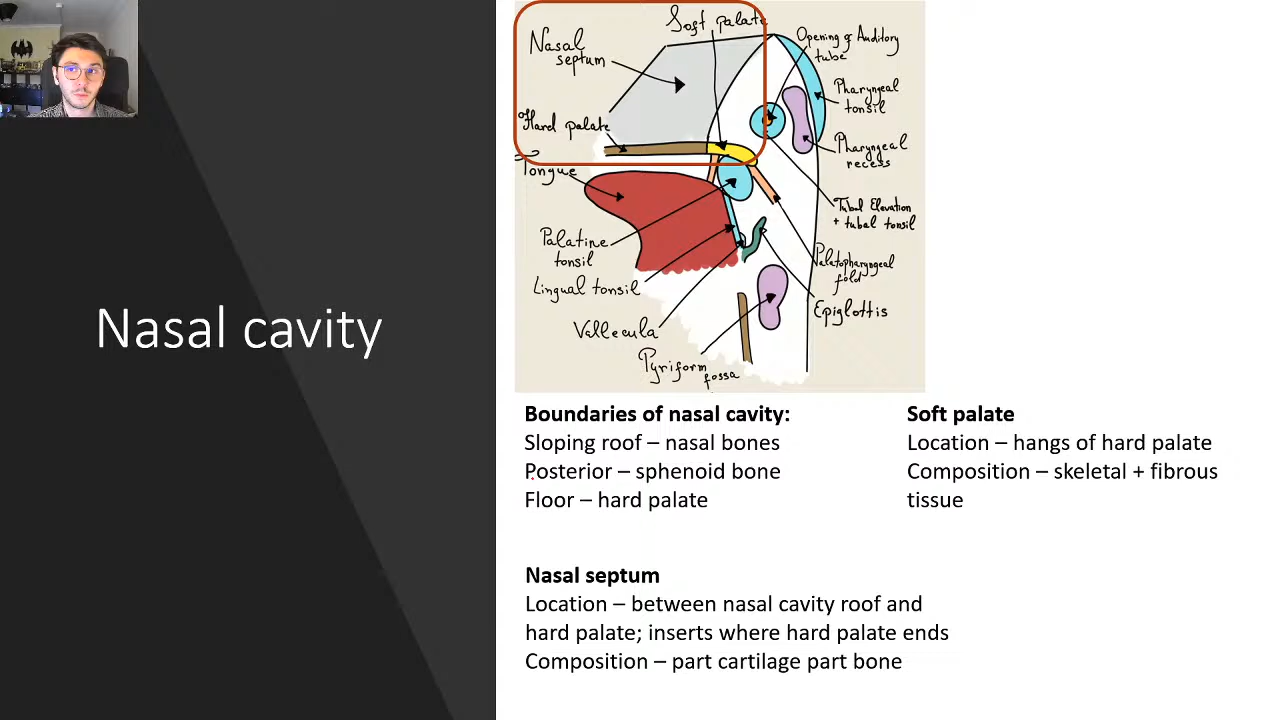 Nasal cavity
Soft palate
Nasal
septum
Opening of Auditory
tube
Pharyngeal
tonsil
Hard palate
Pharyngeal
recess
Tongue
Tubal Elevation
+ tubal tonsil
Palatine
tonsil
Palatopharyngeal
fold
Lingual tonsil
Epiglottis
Vallecula
Pyriform
fossa
Boundaries of nasal cavity:
Sloping roof – nasal bones
Posterior – sphenoid bone
Floor – hard palate
Soft palate
Location – hangs of hard palate
Composition – skeletal + fibrous
tissue
Nasal septum
Location – between nasal cavity roof and
hard palate; inserts where hard palate ends
Composition – part cartilage part bone